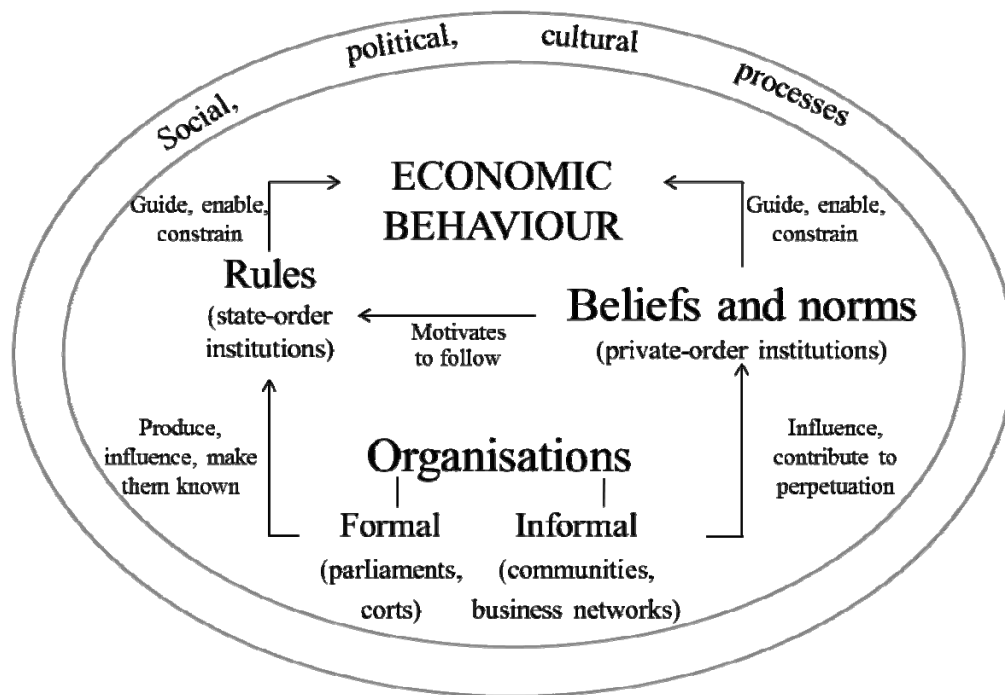 Social, political, cultural processes
ECONOMIC
BEHAVIOUR
Guide, enable,
constrain
Guide, enable,
constrain
Rules
(state-order
institutions)
Motivates
to follow
Beliefs and norms
(private-order institutions)
Produce,
influence, make
them known
Influence,
contribute to
perpetuation
Organisations
Formal
(parliaments,
corts)
Informal
(communities,
business networks)